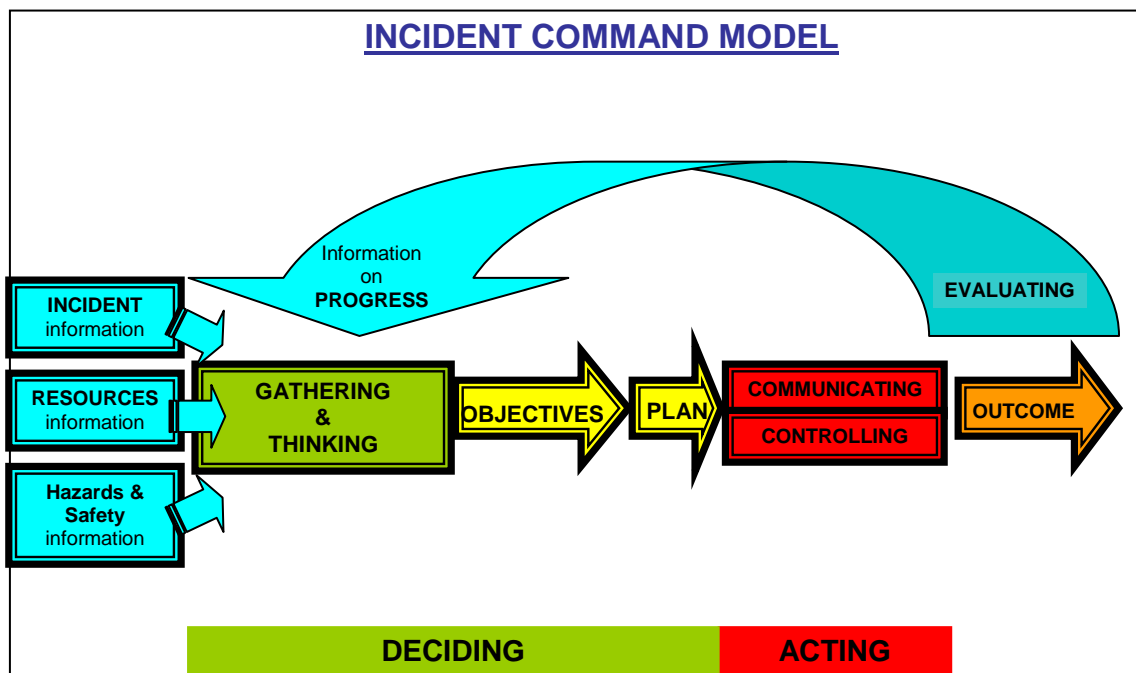 INCIDENT COMMAND MODEL
Information
on
PROGRESS
EVALUATING
INCIDENT
information
RESOURCES
information
Hazards &
Safety
information
GATHERING
&
THINKING
OBJECTIVES
PLAN
COMMUNICATING
CONTROLLING
OUTCOME
DECIDING
ACTING